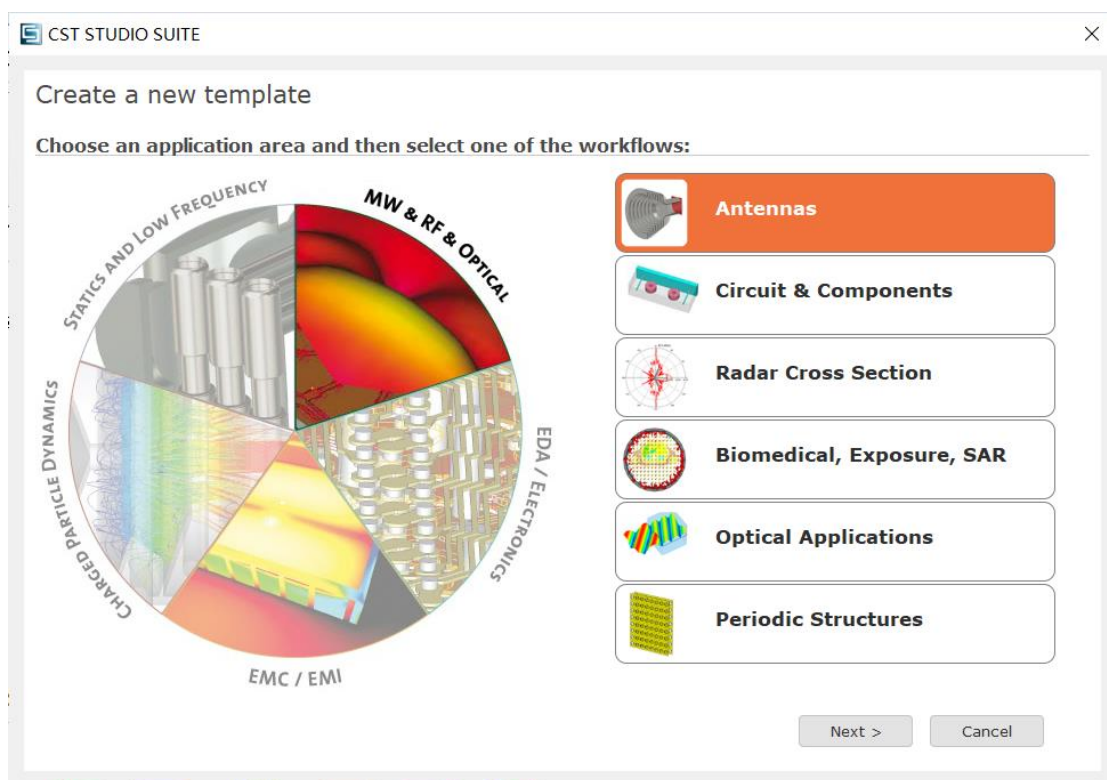 CST STUDIO SUITE
Create a new template
Choose an application area and then select one of the workflows:
STATICS AND LOW FREQUENCY
MW & RF & OPTICAL
EDA / ELECTRONICS
EMC / EMI
CHARGED PARTICLE DYNAMICS
Antennas
Circuit & Components
Radar Cross Section
Biomedical, Exposure, SAR
Optical Applications
Periodic Structures
Next >
Cancel